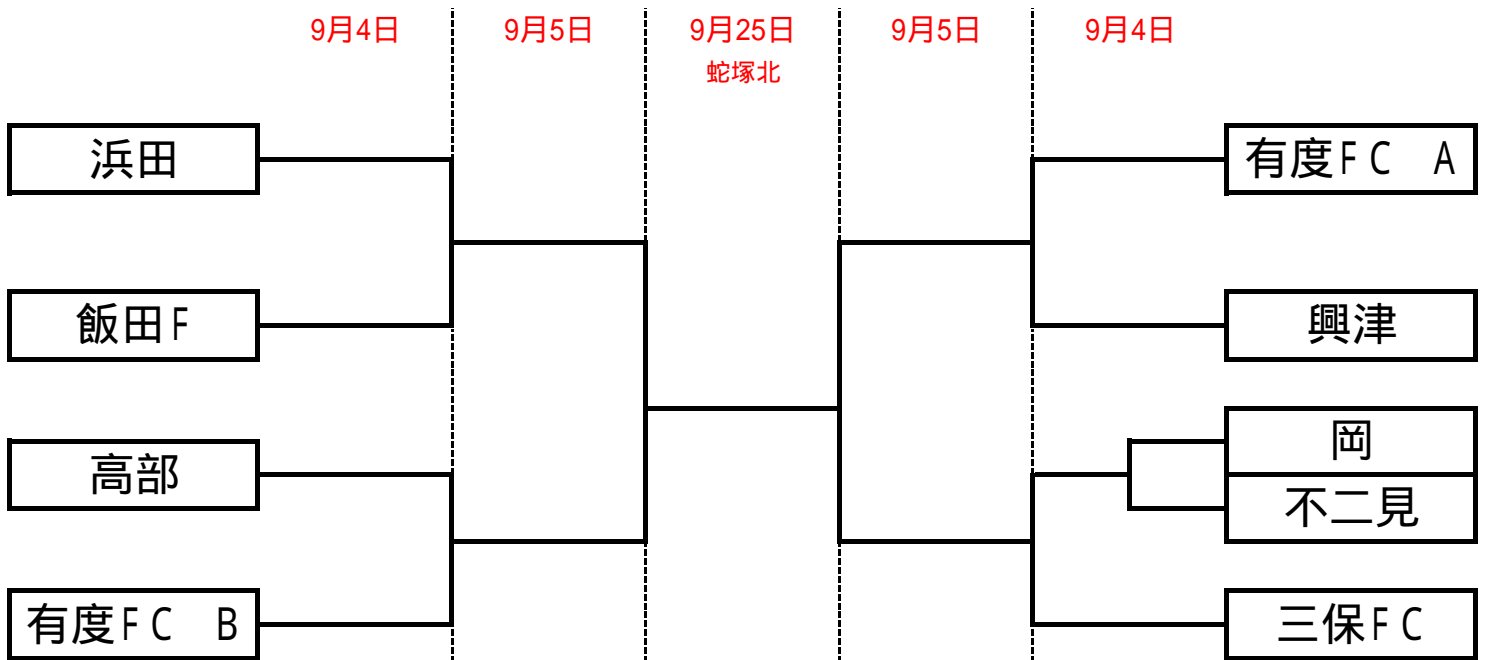 9月4日 9月5日 9月25日 9月5日 9月4日
蛇塚北
浜田 有度FC A
飯田F 興津
岡
高部
不二見
有度FC B 三保FC